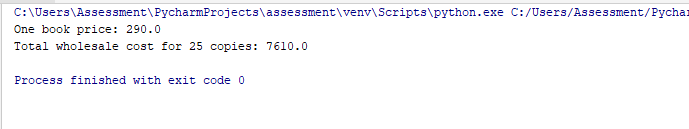 C:\Users\Assessment\PycharmProjects\assessment\venv\Scripts\python.exe C:/Users/Assessment/Pychar
One book price: 290.0
Total wholesale cost for 25 copies: 7610.0
Process finished with exit code 0